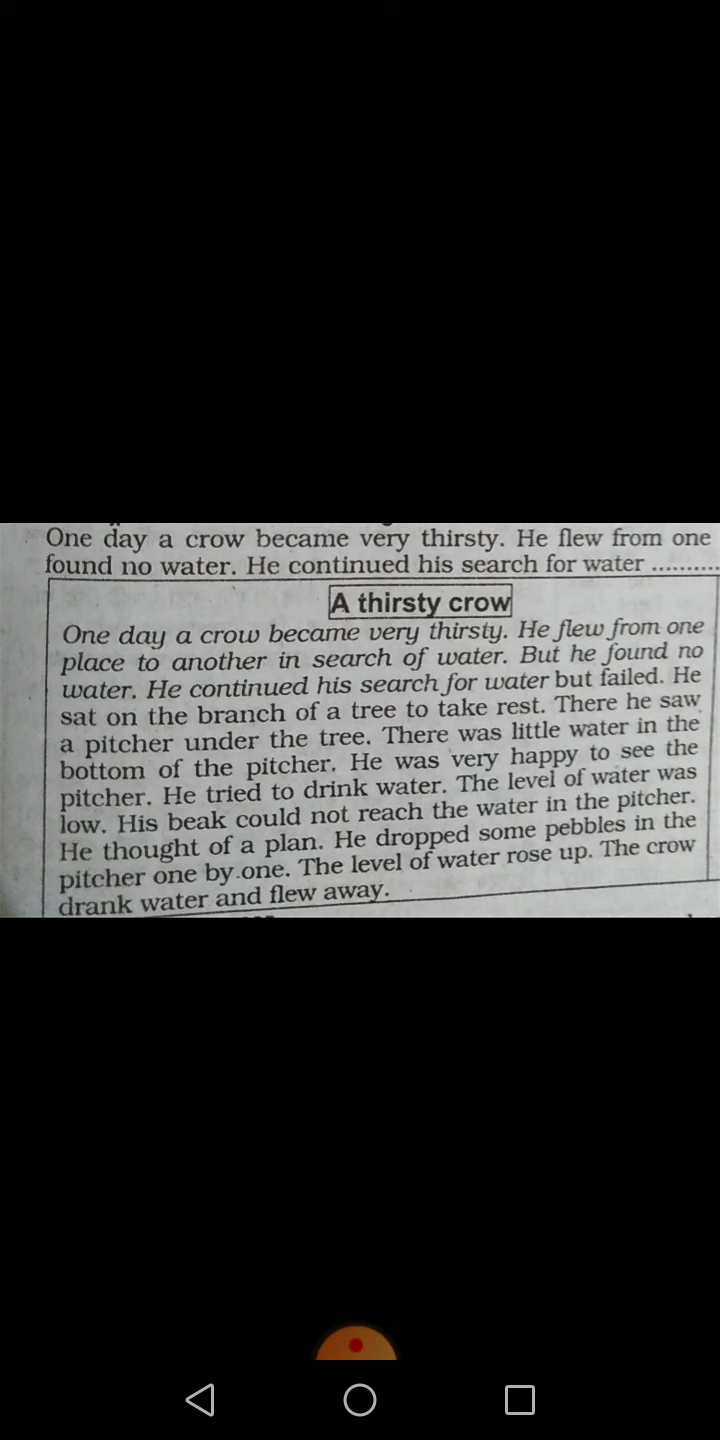 One day a crow became very thirsty. He flew from one
found no water. He continued his search for water ..........
A thirsty crow
One day a crow became very thirsty. He flew from one
place to another in search of water. But he found no
water. He continued his search for water but failed. He
sat on the branch of a tree to take rest. There he saw
a pitcher under the tree. There was little water in the
bottom of the pitcher. He was very happy to see the
pitcher. He tried to drink water. The level of water was
low. His beak could not reach the water in the pitcher.
He thought of a plan. He dropped some pebbles in the
pitcher one by one. The level of water rose up. The crow
drank water and flew away.